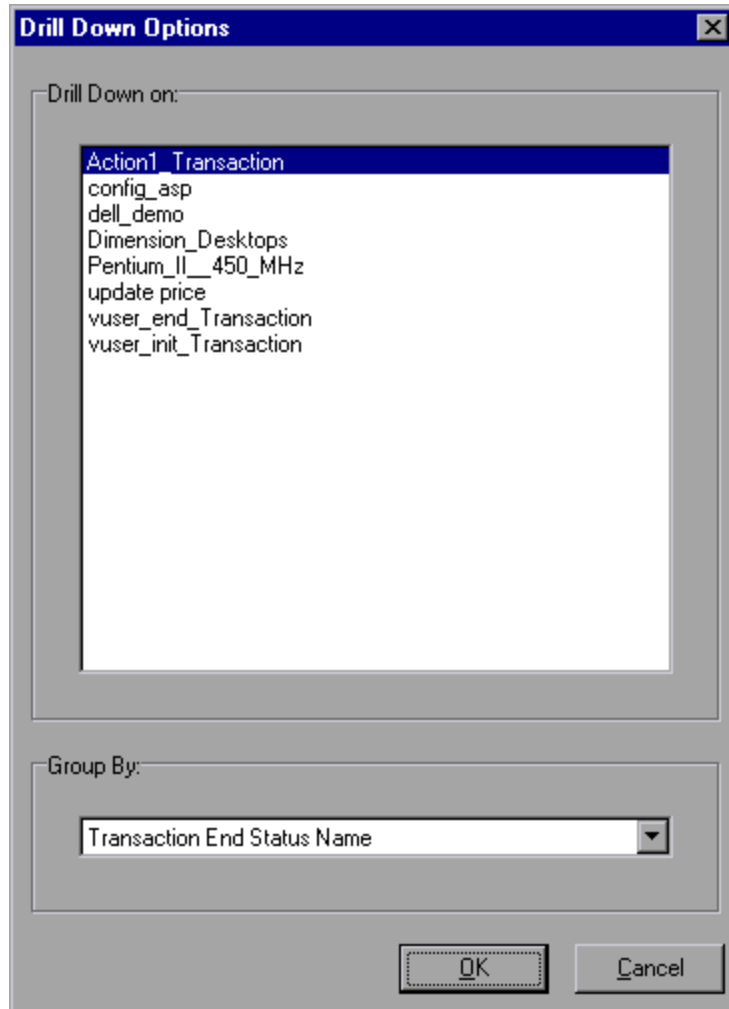 Drill Down Options
Drill Down on:
Action1_Transaction
config_asp
dell_demo
Dimension_Desktops
Pentium_II__450_MHz
update price
vuser_end_Transaction
vuser_init_Transaction
Group By:
Transaction End Status Name
OK Cancel